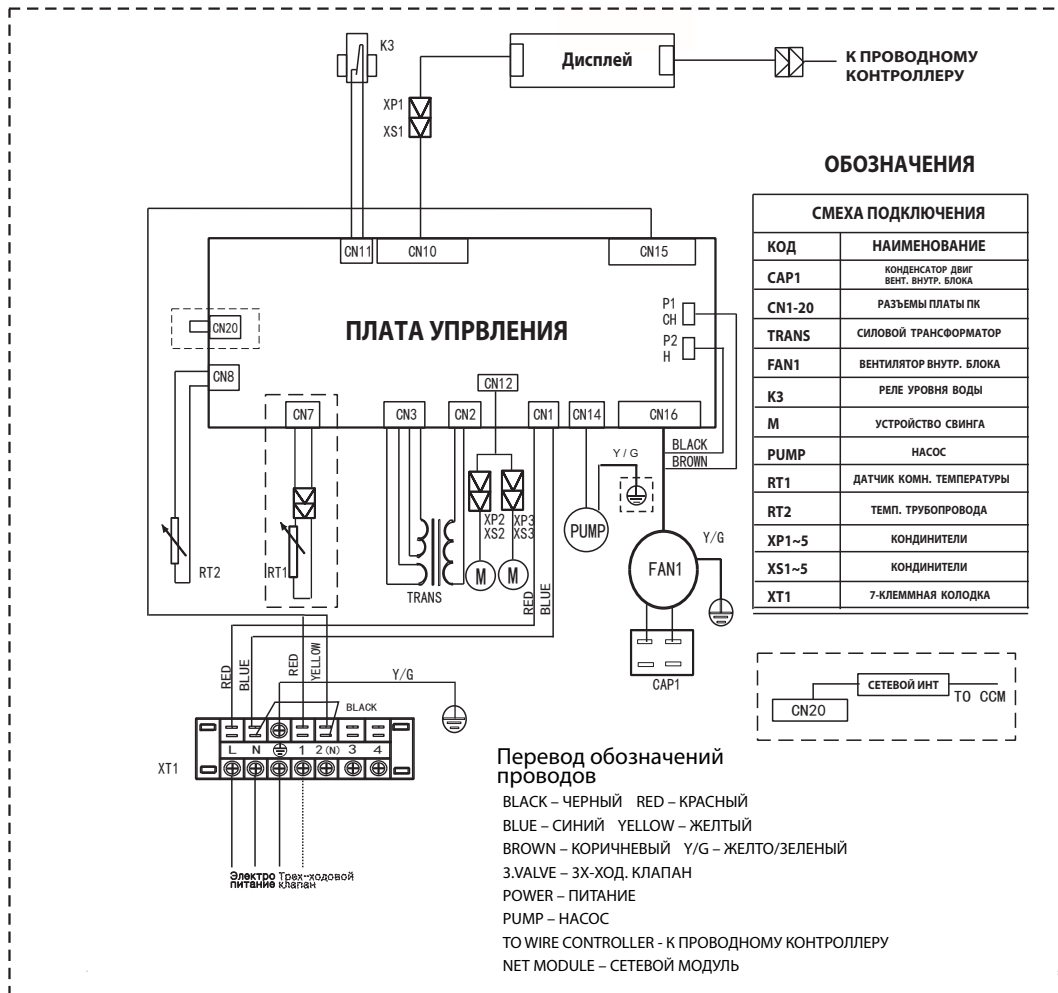 K3
Дисплей
К ПРОВОДНОМУ
КОНТРОЛЛЕРУ
XP1
XS1
CN11
CN10
CN15
CN20
ПЛАТА УПРВЛЕНИЯ
P1
CH
P2
H
CN8
CN7
CN3
CN2
CN12
CN1
CN14
CN16
BLACK
BROWN
Y/G
XP2
XS2
XP3
XS3
PUMP
RT2
RT1
TRANS
M
M
FAN1
Y/G
RED
BLUE
CAP1
RED
BLUE
RED
YELLOW
Y/G
BLACK
XT1
L N 1 2(N) 3 4
Электро
питание
Трех-ходовой
клапан
ОБОЗНАЧЕНИЯ
СМЕХА ПОДКЛЮЧЕНИЯ
КОД НАИМЕНОВАНИЕ
CAP1 КОНДЕНСАТОР ДВИГ
ВЕНТ. ВНУТР. БЛОКА
CN1-20 РАЗЪЕМЫ ПЛАТЫ ПК
TRANS СИЛОВОЙ ТРАНСФОРМАТОР
FAN1 ВЕНТИЛЯТОР ВНУТР. БЛОКА
K3 РЕЛЕ УРОВНЯ ВОДЫ
M УСТРОЙСТВО СВИНГА
PUMP НАСОС
RT1 ДАТЧИК КОМН. ТЕМПЕРАТУРЫ
RT2 ТЕМП. ТРУБОПРОВОДА
XP1~5 КОНДИНИТЕЛИ
XS1~5 КОНДИНИТЕЛИ
XT1 7-КЛЕММНАЯ КОЛОДКА
CN20
СЕТЕВОЙ ИНТ
TO CCM
Перевод обозначений
проводов
BLACK – ЧЕРНЫЙ RED – КРАСНЫЙ
BLUE – СИНИЙ YELLOW – ЖЕЛТЫЙ
BROWN – КОРИЧНЕВЫЙ Y/G – ЖЕЛТО/ЗЕЛЕНЫЙ
3.VALVE – 3Х-ХОД. КЛАПАН
POWER – ПИТАНИЕ
PUMP – НАСОС
TO WIRE CONTROLLER - К ПРОВОДНОМУ КОНТРОЛЛЕРУ
NET MODULE – СЕТЕВОЙ МОДУЛЬ